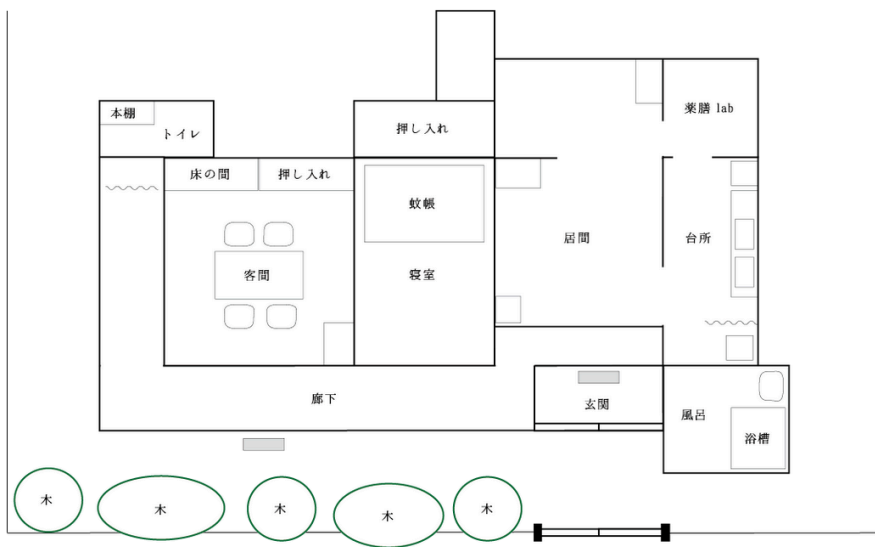 本棚
トイレ
押し入れ
薬膳 lab
床の間
押し入れ
蚊帳
居間
台所
客間
寝室
廊下
玄関
風呂
浴槽
木
木
木
木
木